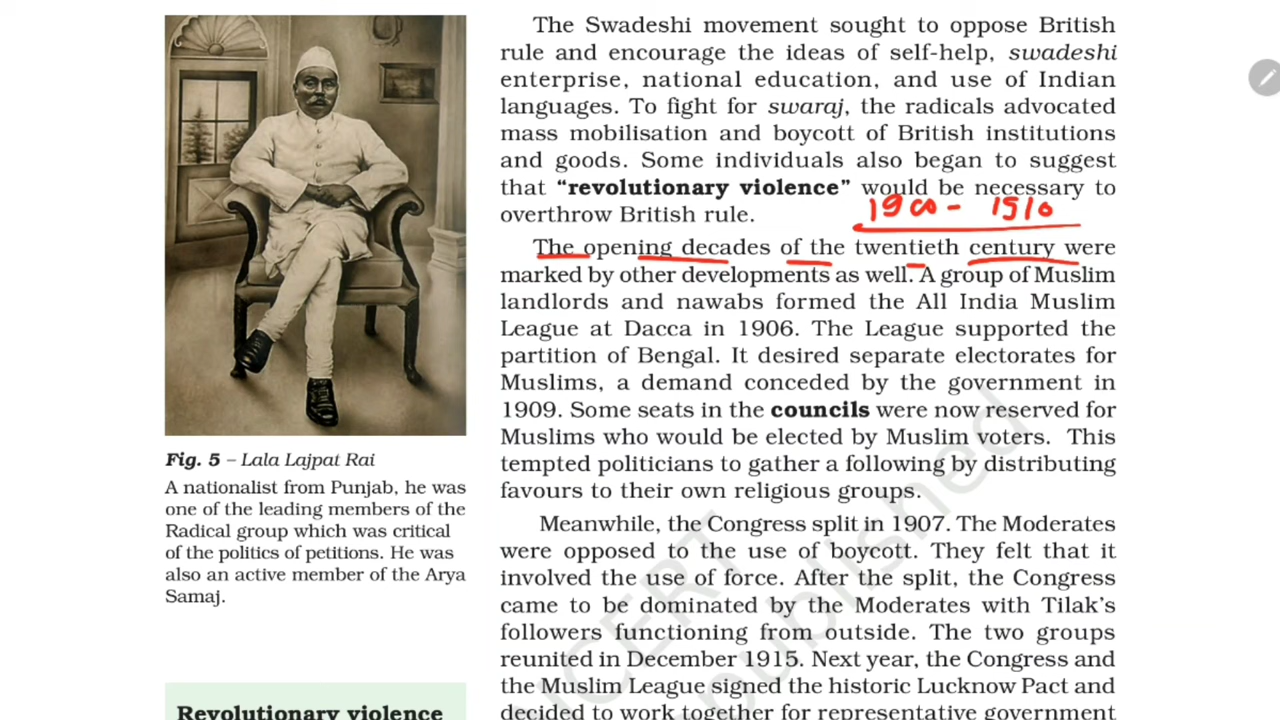 The Swadeshi movement sought to oppose British
rule and encourage the ideas of self-help, swadeshi
enterprise, national education, and use of Indian
languages. To fight for swaraj, the radicals advocated
mass mobilisation and boycott of British institutions
and goods. Some individuals also began to suggest
that “revolutionary violence” would be necessary to
overthrow British rule.
1900 - 1910
The opening decades of the twentieth century were
marked by other developments as well. A group of Muslim
landlords and nawabs formed the All India Muslim
League at Dacca in 1906. The League supported the
partition of Bengal. It desired separate electorates for
Muslims, a demand conceded by the government in
1909. Some seats in the councils were now reserved for
Muslims who would be elected by Muslim voters. This
tempted politicians to gather a following by distributing
favours to their own religious groups.
Meanwhile, the Congress split in 1907. The Moderates
were opposed to the use of boycott. They felt that it
involved the use of force. After the split, the Congress
came to be dominated by the Moderates with Tilak’s
followers functioning from outside. The two groups
reunited in December 1915. Next year, the Congress and
the Muslim League signed the historic Lucknow Pact and
decided to work together for representative government
Fig. 5 – Lala Lajpat Rai
A nationalist from Punjab, he was
one of the leading members of the
Radical group which was critical
of the politics of petitions. He was
also an active member of the Arya
Samaj.
Revolutionary violence